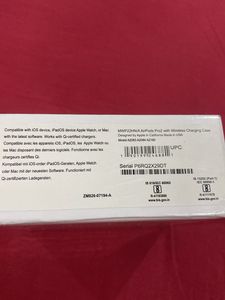 Compatible with iOS device, iPadOS device Apple Watch, or Mac
with the latest software. Works with Qi-certified chargers.
Compatible avec les appareils iOS, iPadOS, Apple Watch ou
les Mac disposant des derniers logiciels. Fonctionne avec les
chargeurs certifiés Qi.
Kompatibel mit iOS-oder iPadOS-Geräten, Apple Watch
oder Mac mit der neuesten Software. Funktioniert mit
Qi-zertifizierten Ladegeräten.
ZM826-07194-A
AirPods Pro2 with Wireless Charging Case
Designed by Apple in California Made in USA
UPC
Serial P6RQ2X29DT
www.bis.gov.in
www.bis.gov.in